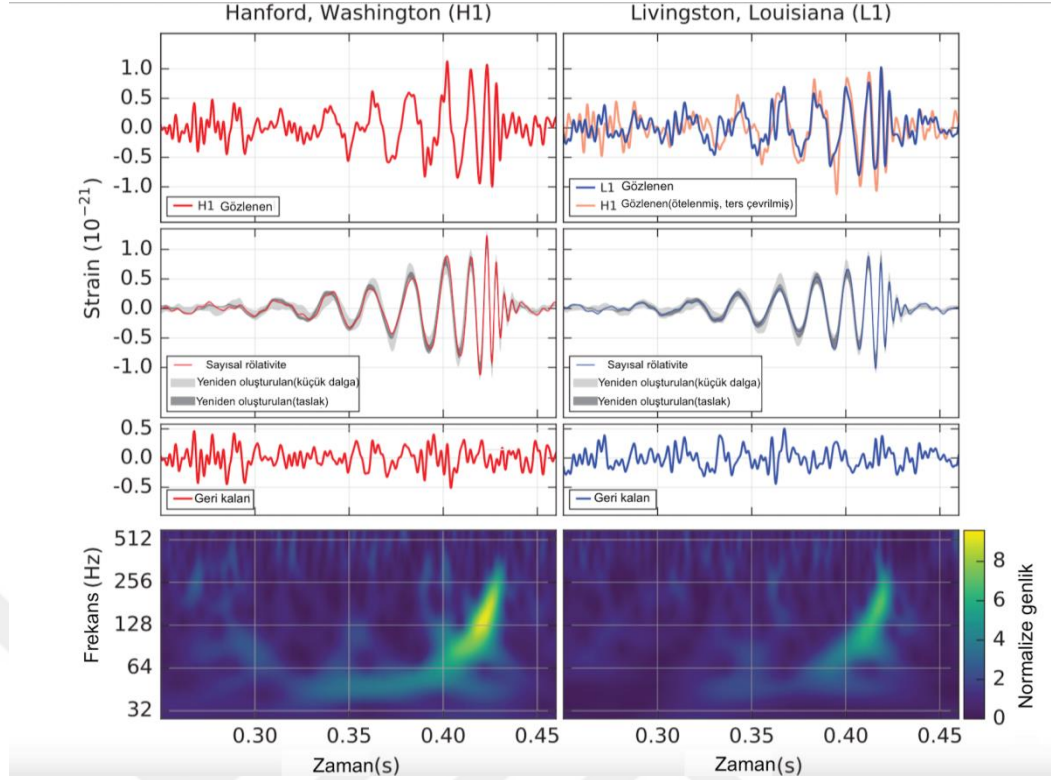 Hanford, Washington (H1)
Livingston, Louisiana (L1)
Strain (10⁻²¹)
1.0
0.5
0.0
-0.5
-1.0
H1 Gözlenen
L1 Gözlenen
H1 Gözlenen(ötelenmiş, ters çevrilmiş)
1.0
0.5
0.0
-0.5
-1.0
Sayısal rölativite
Yeniden oluşturulan(küçük dalga)
Yeniden oluşturulan(taslak)
Sayısal rölativite
Yeniden oluşturulan(küçük dalga)
Yeniden oluşturulan(taslak)
0.5
0.0
-0.5
Geri kalan
Geri kalan
Frekans (Hz)
512
256
128
64
32
8
6
4
2
0
Normalize genlik
0.30 0.35 0.40 0.45
0.30 0.35 0.40 0.45
Zaman(s)
Zaman(s)